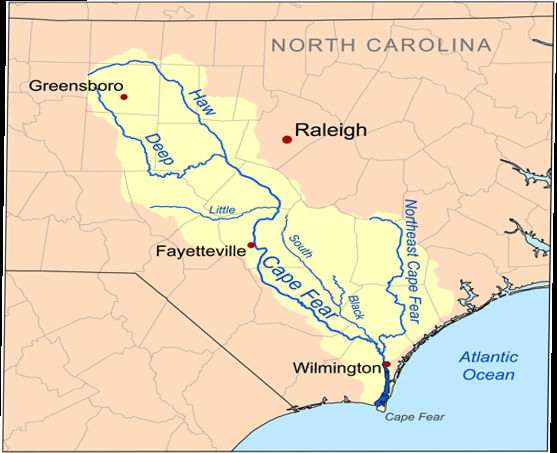 NORTH CAROLINA
Greensboro
Haw
Raleigh
Deep
Little
Northeast Cape Fear
South
Fayetteville
Cape Fear
Black
Wilmington
Atlantic
Ocean
Cape Fear